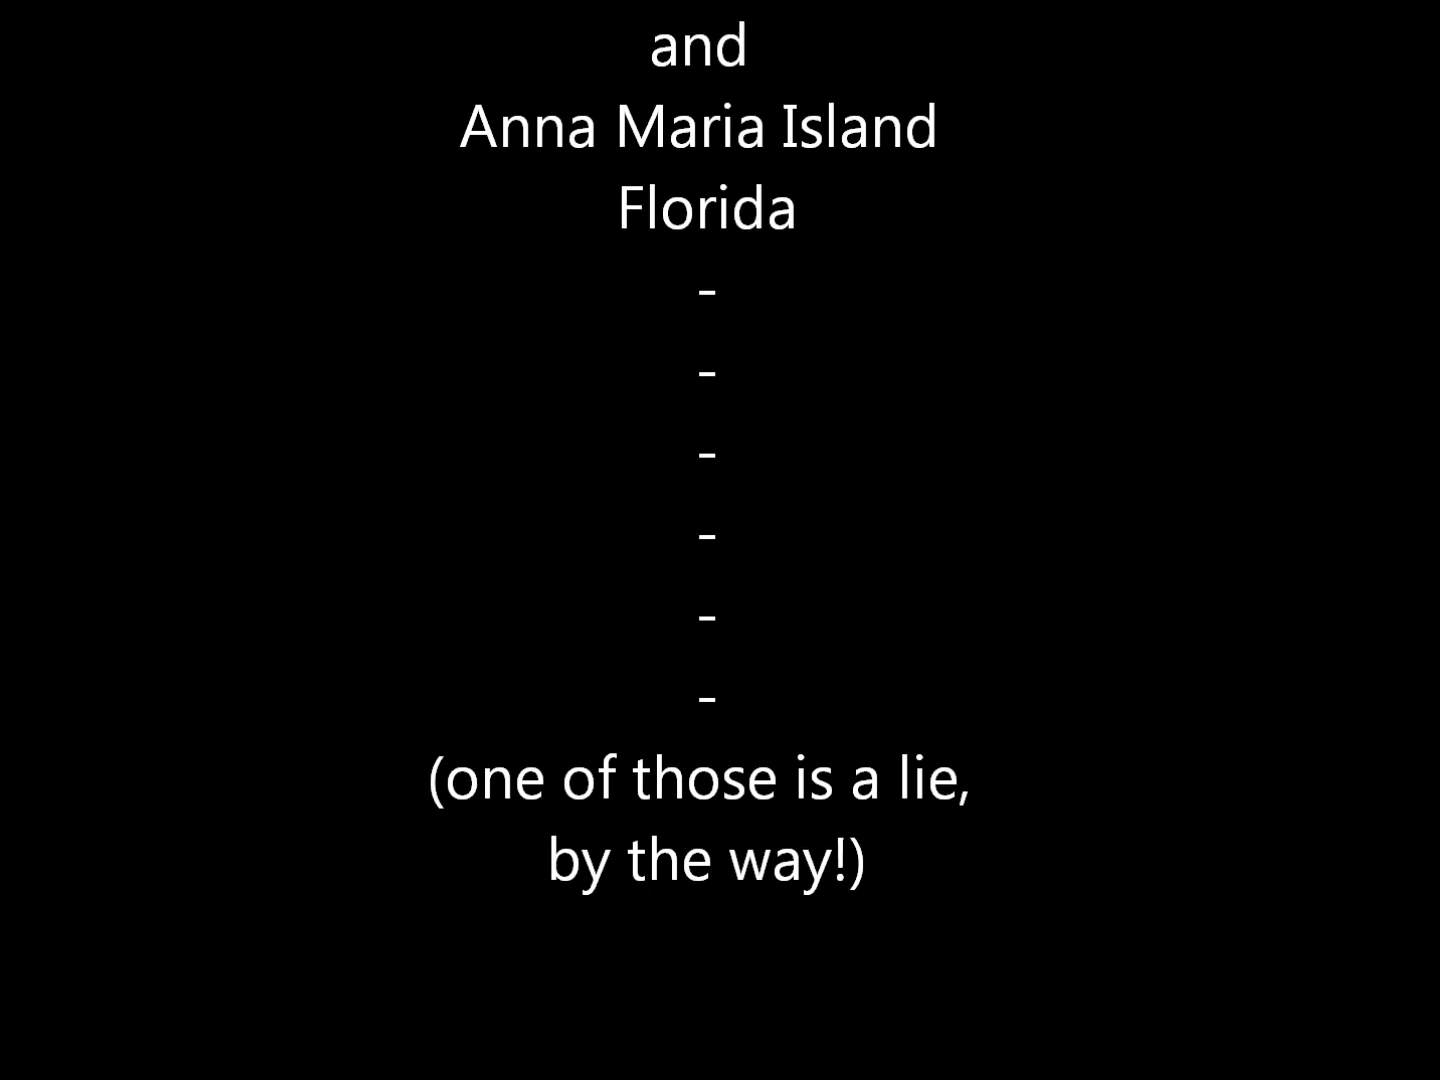 and
Anna Maria Island
Florida
-
-
-
-
-
-
(one of those is a lie,
by the way!)